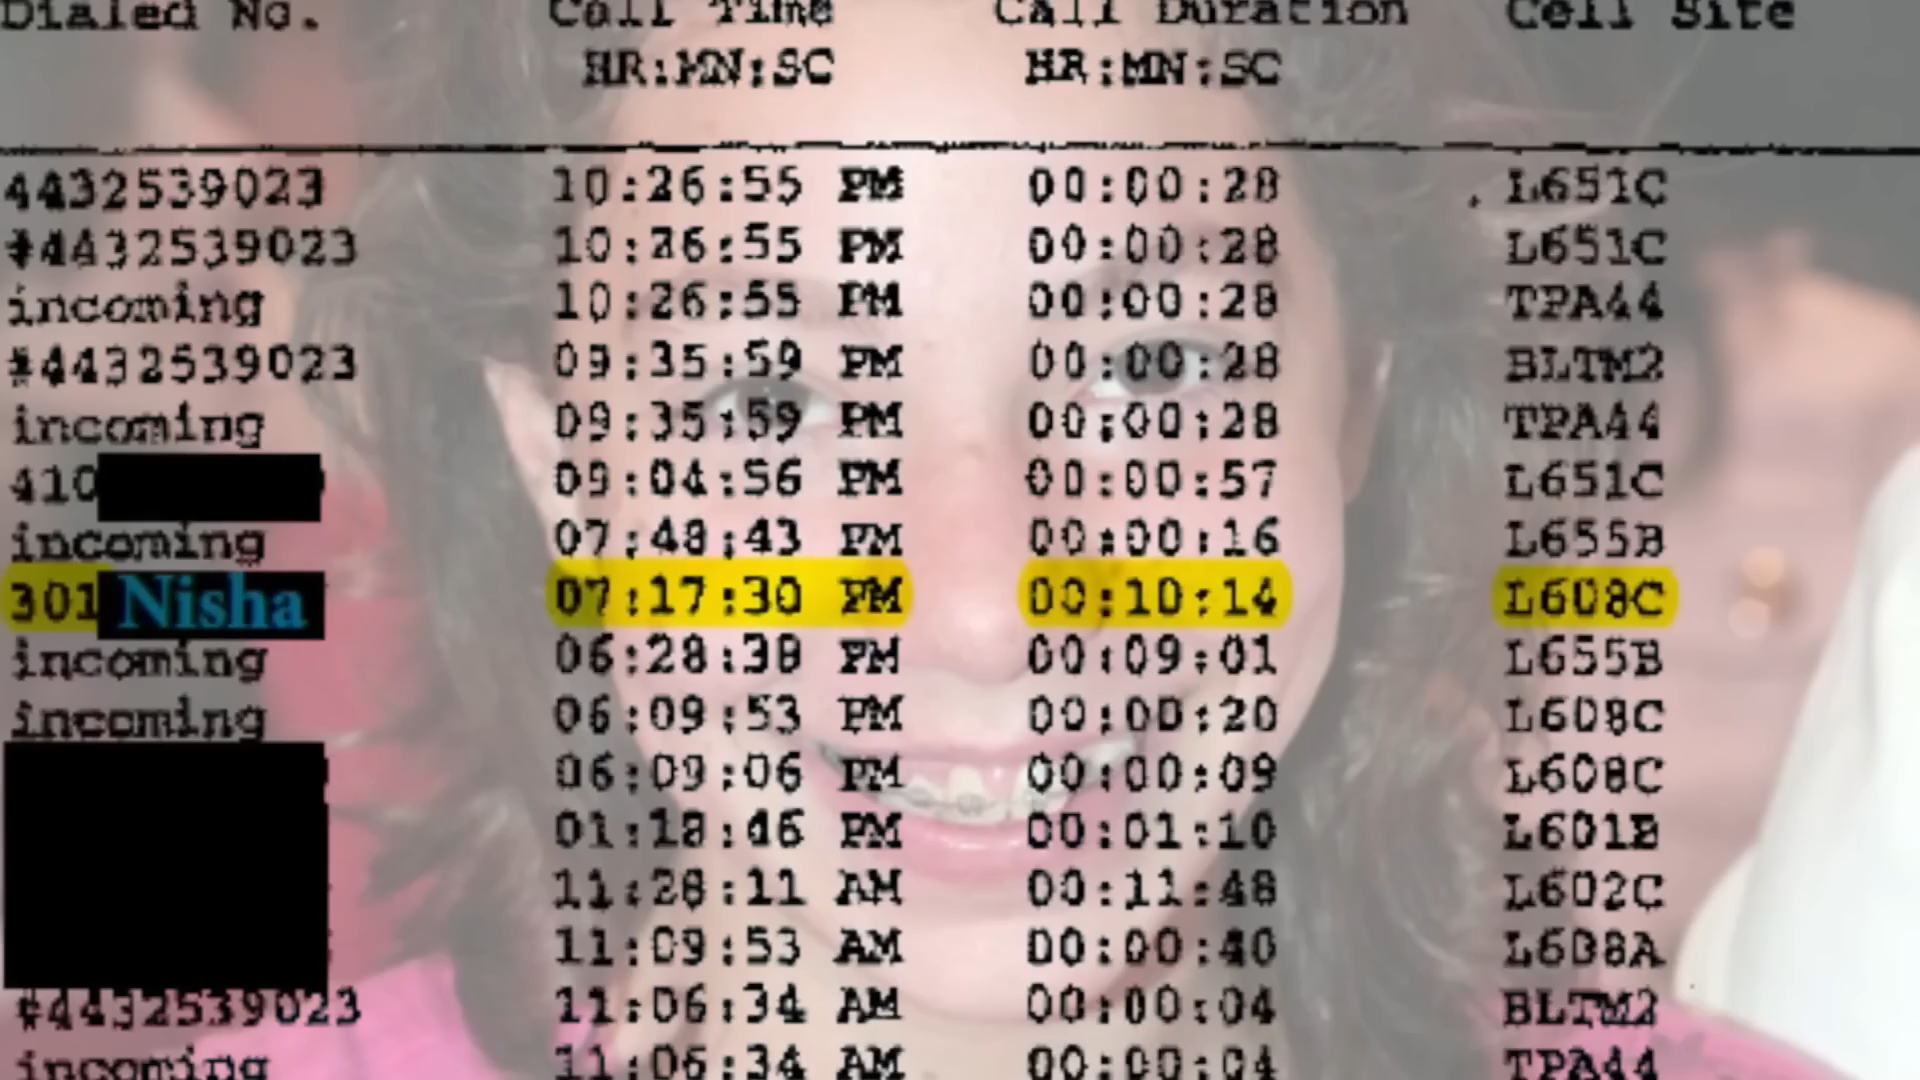 Dialed No. Call Time Call Duration Cell Site
HR:MN:SC HR:MN:SC
4432539023 10:26:55 PM 00:00:28 L651C
#4432539023 10:26:55 PM 00:00:28 L651C
incoming 10:26:55 PM 00:00:28 TPA44
#4432539023 09:35:59 PM 00:00:28 BLTM2
incoming 09:35:59 PM 00:00:28 TPA44
410 09:04:56 PM 00:00:57 L651C
incoming 07:48:43 PM 00:00:16 L655B
301 Nisha 07:17:30 PM 00:10:14 L608C
incoming 06:28:38 PM 00:09:01 L655B
incoming 06:09:53 PM 00:00:20 L608C
06:09:06 PM 00:00:09 L608C
01:18:46 PM 00:01:10 L601B
11:28:11 AM 00:11:48 L602C
11:09:53 AM 00:00:40 L608A
#4432539023 11:06:34 AM 00:00:04 BLTM2
incoming 11:06:34 AM 00:00:04 TPA44